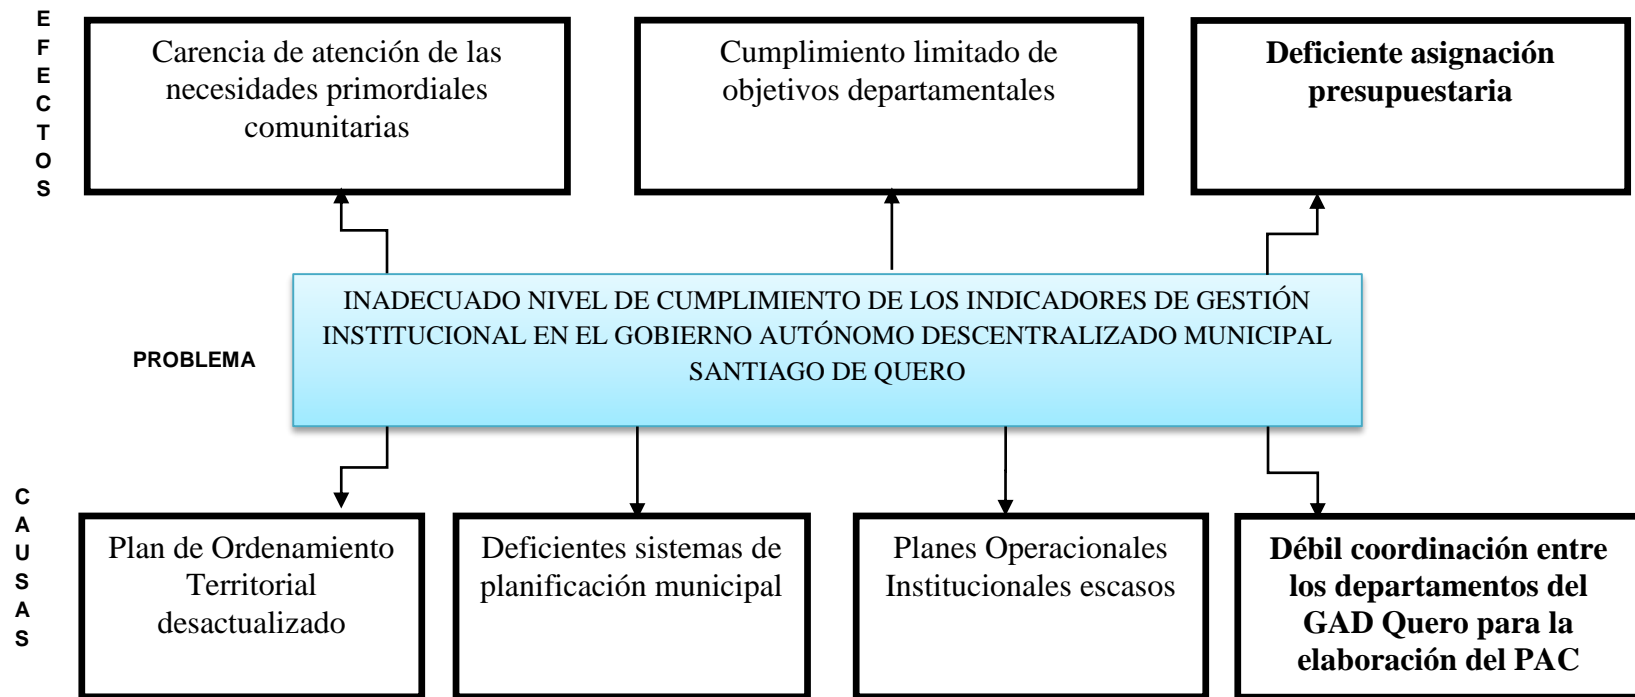 EFECTOS
Carencia de atención de las
necesidades primordiales
comunitarias
Cumplimiento limitado de
objetivos departamentales
Deficiente asignación
presupuestaria
PROBLEMA
INADECUADO NIVEL DE CUMPLIMIENTO DE LOS INDICADORES DE GESTIÓN
INSTITUCIONAL EN EL GOBIERNO AUTÓNOMO DESCENTRALIZADO MUNICIPAL
SANTIAGO DE QUERO
CAUSAS
Plan de Ordenamiento
Territorial
desactualizado
Deficientes sistemas de
planificación municipal
Planes Operacionales
Institucionales escasos
Débil coordinación entre
los departamentos del
GAD Quero para la
elaboración del PAC